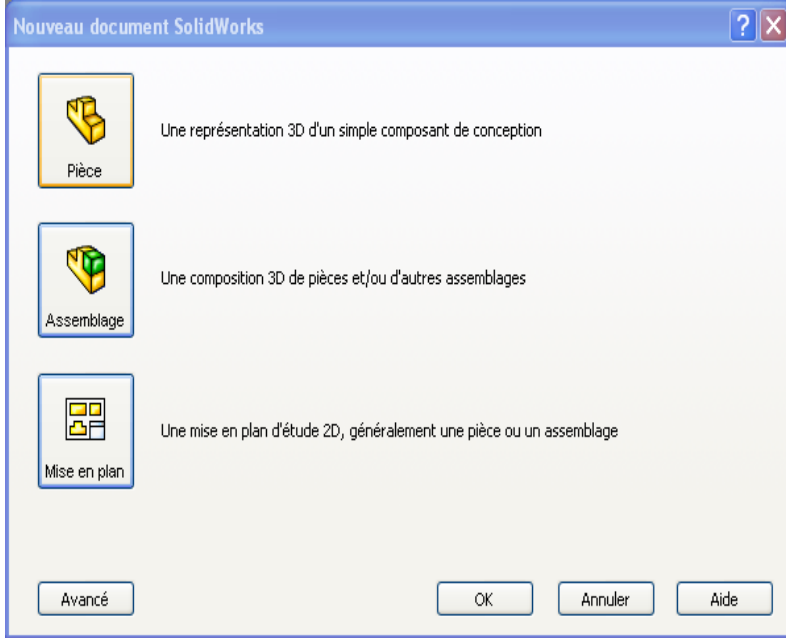 Nouveau document SolidWorks
Pièce
Une représentation 3D d'un simple composant de conception
Assemblage
Une composition 3D de pièces et/ou d'autres assemblages
Mise en plan
Une mise en plan d'étude 2D, généralement une pièce ou un assemblage
Avancé
OK
Annuler
Aide